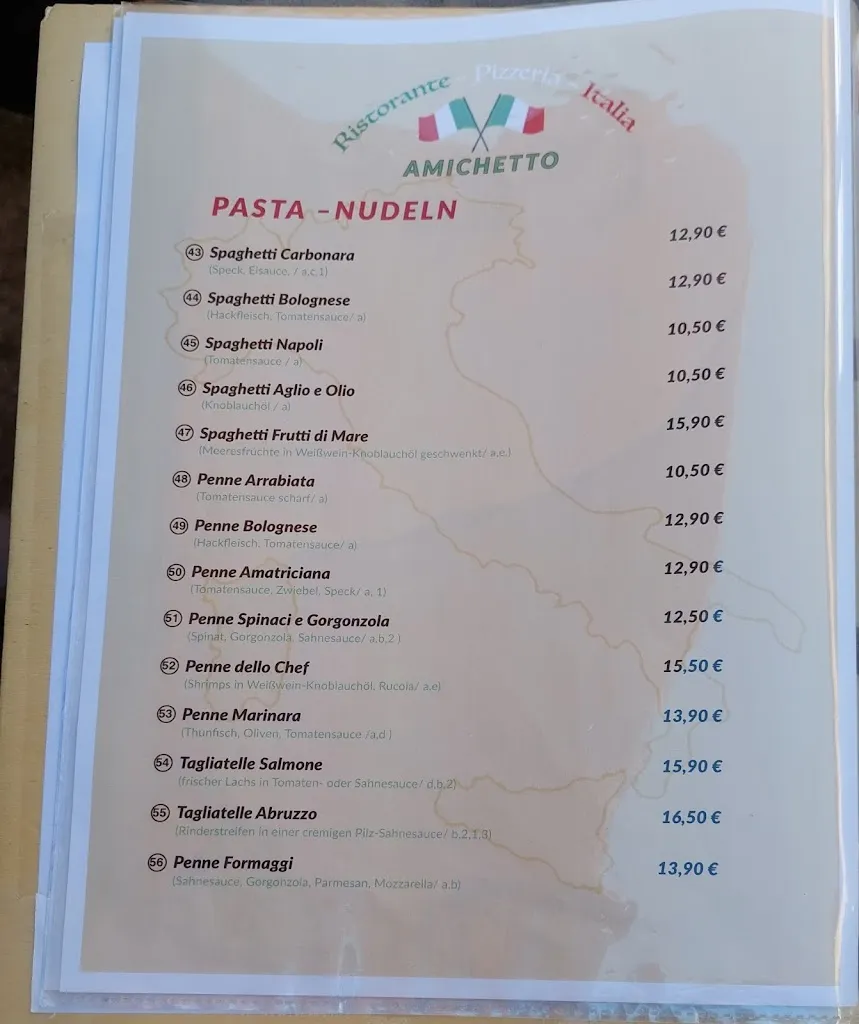 Ristorante - Pizzeria - Italia
AMICHETTO
PASTA – NUDELN
43 Spaghetti Carbonara 12,90 €
(Speck, Eisauce, / a,c,1)
44 Spaghetti Bolognese 12,90 €
(Hackfleisch, Tomatensauce/ a)
45 Spaghetti Napoli 10,50 €
(Tomatensauce / a)
46 Spaghetti Aglio e Olio 10,50 €
(Knoblauchöl / a)
47 Spaghetti Frutti di Mare 15,90 €
(Meeresfrüchte in Weißwein-Knoblauchöl geschwenkt/ a,e,)
48 Penne Arrabiata 10,50 €
(Tomatensauce scharf/ a)
49 Penne Bolognese 12,90 €
(Hackfleisch, Tomatensauce/ a)
50 Penne Amatriciana 12,90 €
(Tomatensauce, Zwiebel, Speck/ a, 1)
51 Penne Spinaci e Gorgonzola 12,50 €
(Spinat, Gorgonzola, Sahnesauce/ a,b,2 )
52 Penne dello Chef 15,50 €
(Shrimps in Weißwein-Knoblauchöl, Rucola/ a,e)
53 Penne Marinara 13,90 €
(Thunfisch, Oliven, Tomatensauce /a,d )
54 Tagliatelle Salmone 15,90 €
(frischer Lachs in Tomaten- oder Sahnesauce/ d,b,2)
55 Tagliatelle Abruzzo 16,50 €
(Rinderstreifen in einer cremigen Pilz-Sahnesauce/ b,2,1,3)
56 Penne Formaggi 13,90 €
(Sahnesauce, Gorgonzola, Parmesan, Mozzarella/ a,b)